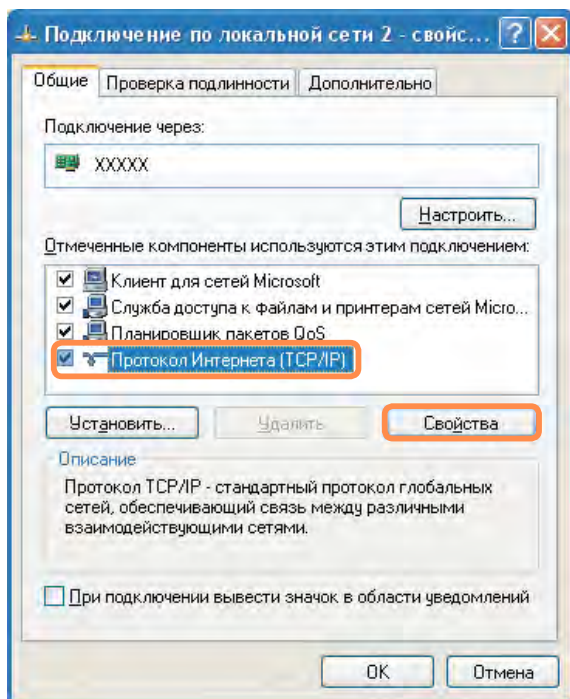 Подключение по локальной сети 2 - свойс...
Общие
Проверка подлинности
Дополнительно
Подключение через:
XXXXX
Настроить...
Отмеченные компоненты используются этим подключением:
Клиент для сетей Microsoft
Служба доступа к файлам и принтерам сетей Micro...
Планировщик пакетов QoS
Протокол Интернета (TCP/IP)
Установить...
Удалить
Свойства
Описание
Протокол TCP/IP - стандартный протокол глобальных
сетей, обеспечивающий связь между различными
взаимодействующими сетями.
При подключении вывести значок в области уведомлений
OK
Отмена